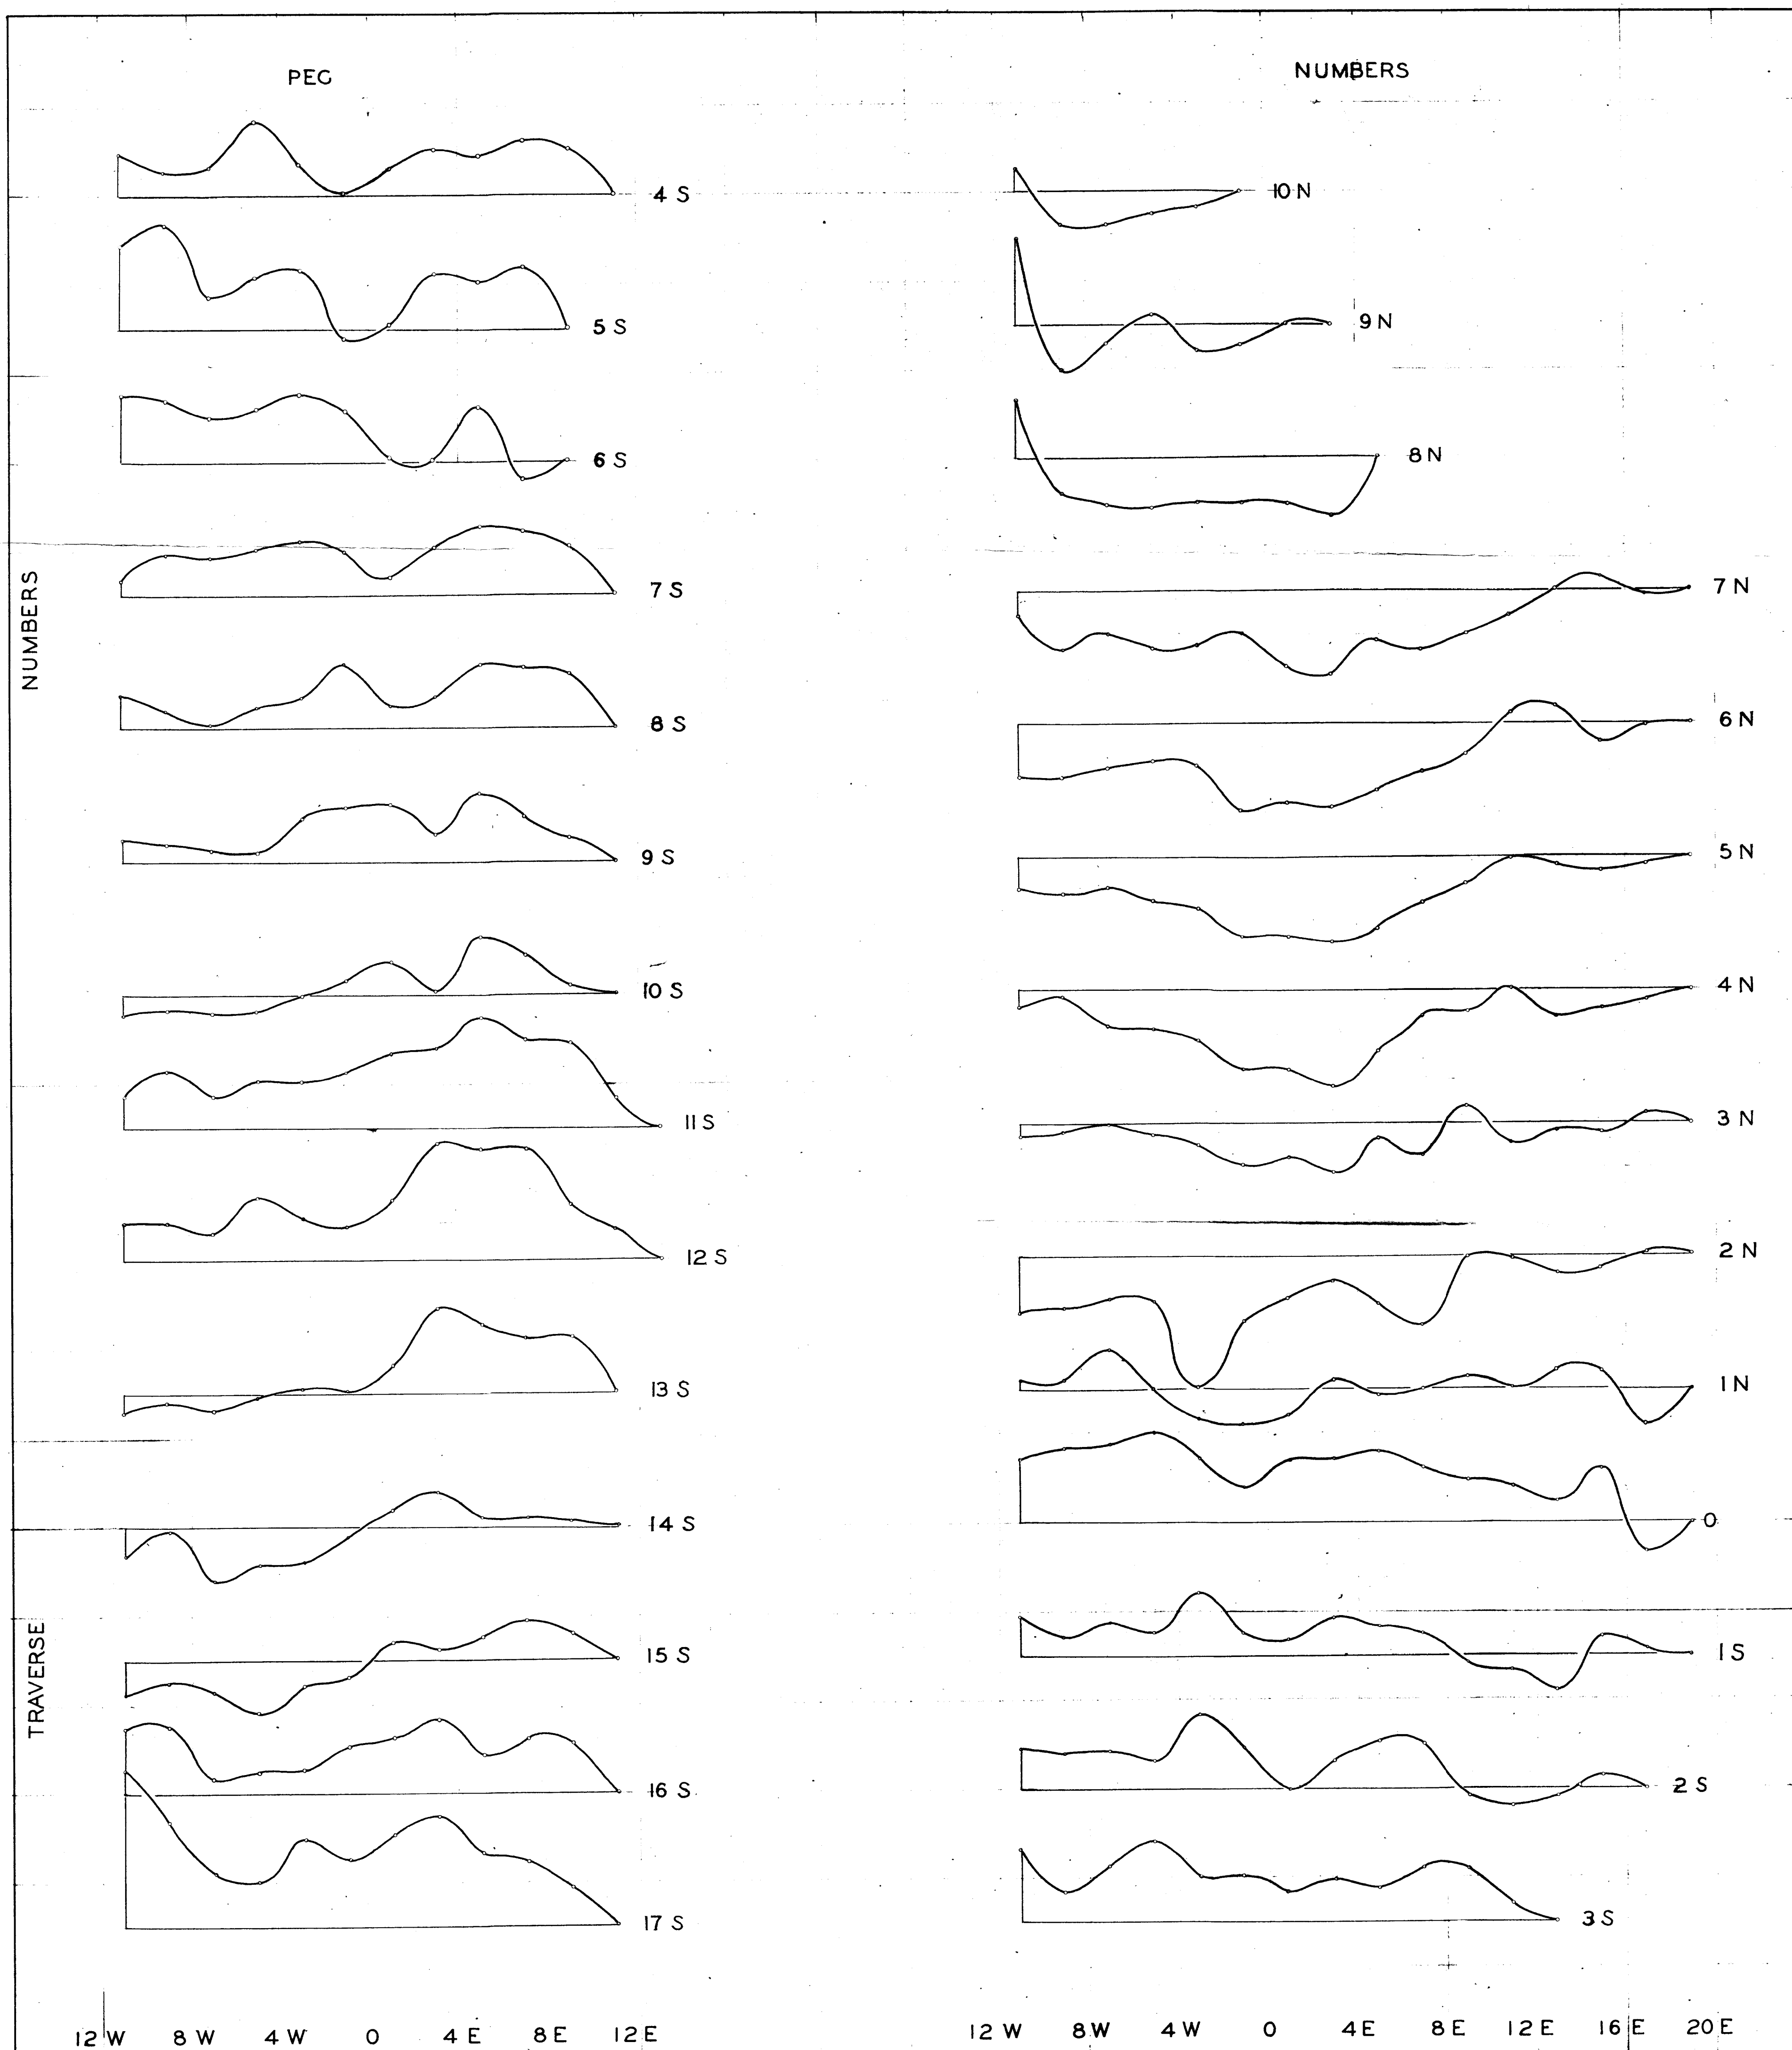 PEG NUMBERS
4 S
5 S
6 S
7 S
8 S
9 S
10 S
11 S
12 S
13 S
14 S
15 S
16 S
17 S
10 N
9 N
8 N
7 N
6 N
5 N
4 N
3 N
2 N
1 N
0
1 S
2 S
3 S
NUMBERS
TRAVERSE
12 W 8 W 4 W 0 4 E 8 E 12 E
12 W 8 W 4 W 0 4 E 8 E 12 E 16 E 20 E